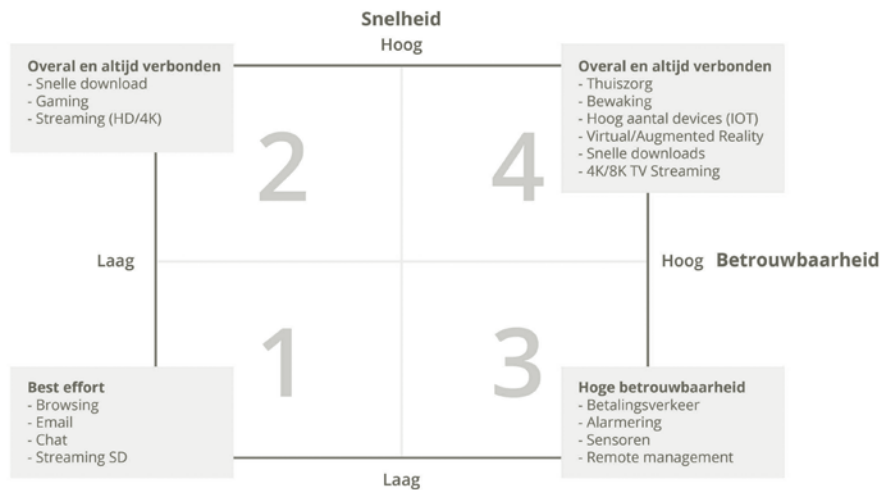 Snelheid
Hoog
Overal en altijd verbonden
- Snelle download
- Gaming
- Streaming (HD/4K)
Overal en altijd verbonden
- Thuiszorg
- Bewaking
- Hoog aantal devices (IOT)
- Virtual/Augmented Reality
- Snelle downloads
- 4K/8K TV Streaming
2
4
Laag
Hoog Betrouwbaarheid
1
3
Best effort
- Browsing
- Email
- Chat
- Streaming SD
Hoge betrouwbaarheid
- Betalingsverkeer
- Alarmering
- Sensoren
- Remote management
Laag